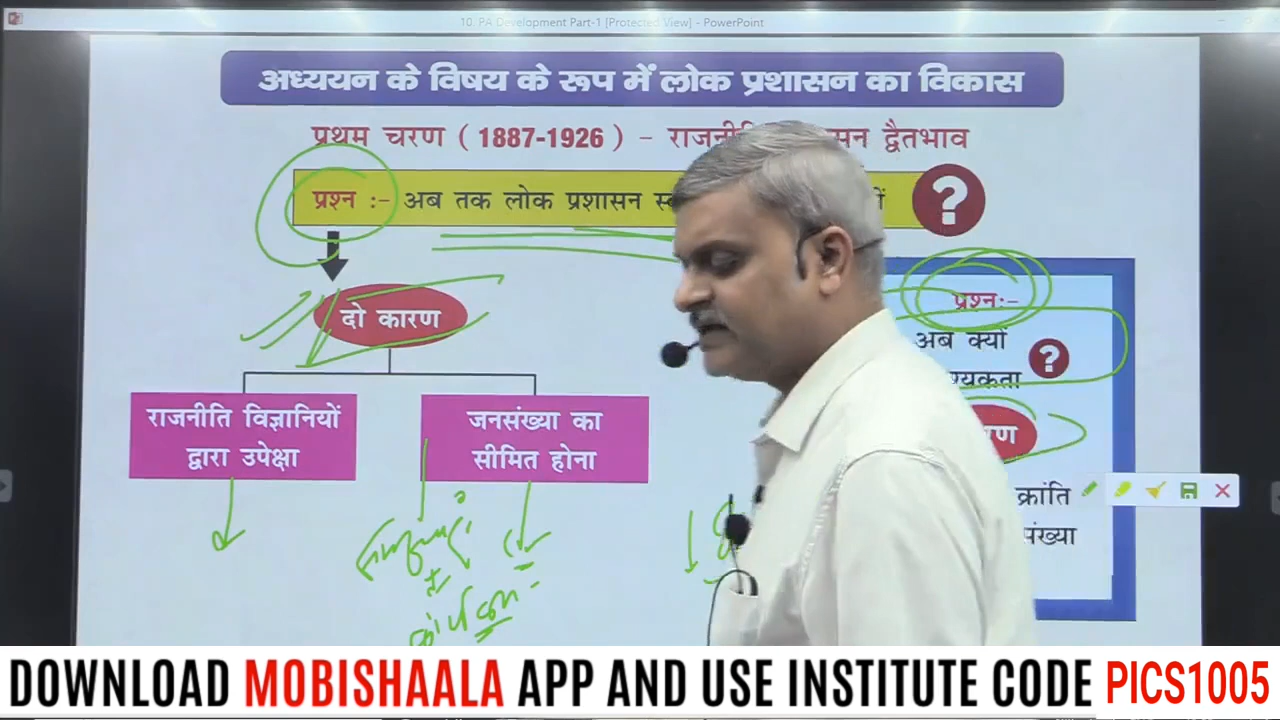 10 PA Development Part-1 [Protected View] - PowerPoint
अध्ययन के विषय के रूप में लोक प्रशासन का विकास
प्रथम चरण ( 1887-1926 ) - द्वैतभाव
प्रश्न :- अब तक लोक प्रशासन ?
दो कारण
राजनीति विज्ञानियों
द्वारा उपेक्षा
जनसंख्या का
सीमित होना
प्रश्नः-
अब क्यों
?
क्रांति
DOWNLOAD MOBISHAALA APP AND USE INSTITUTE CODE PICS1005